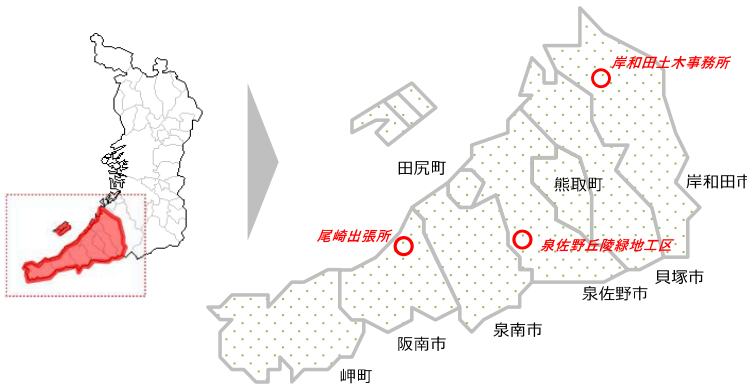 岸和田土木事務所
田尻町
熊取町
岸和田市
尾崎出張所
泉佐野丘陵緑地工区
貝塚市
泉佐野市
泉南市
阪南市
岬町